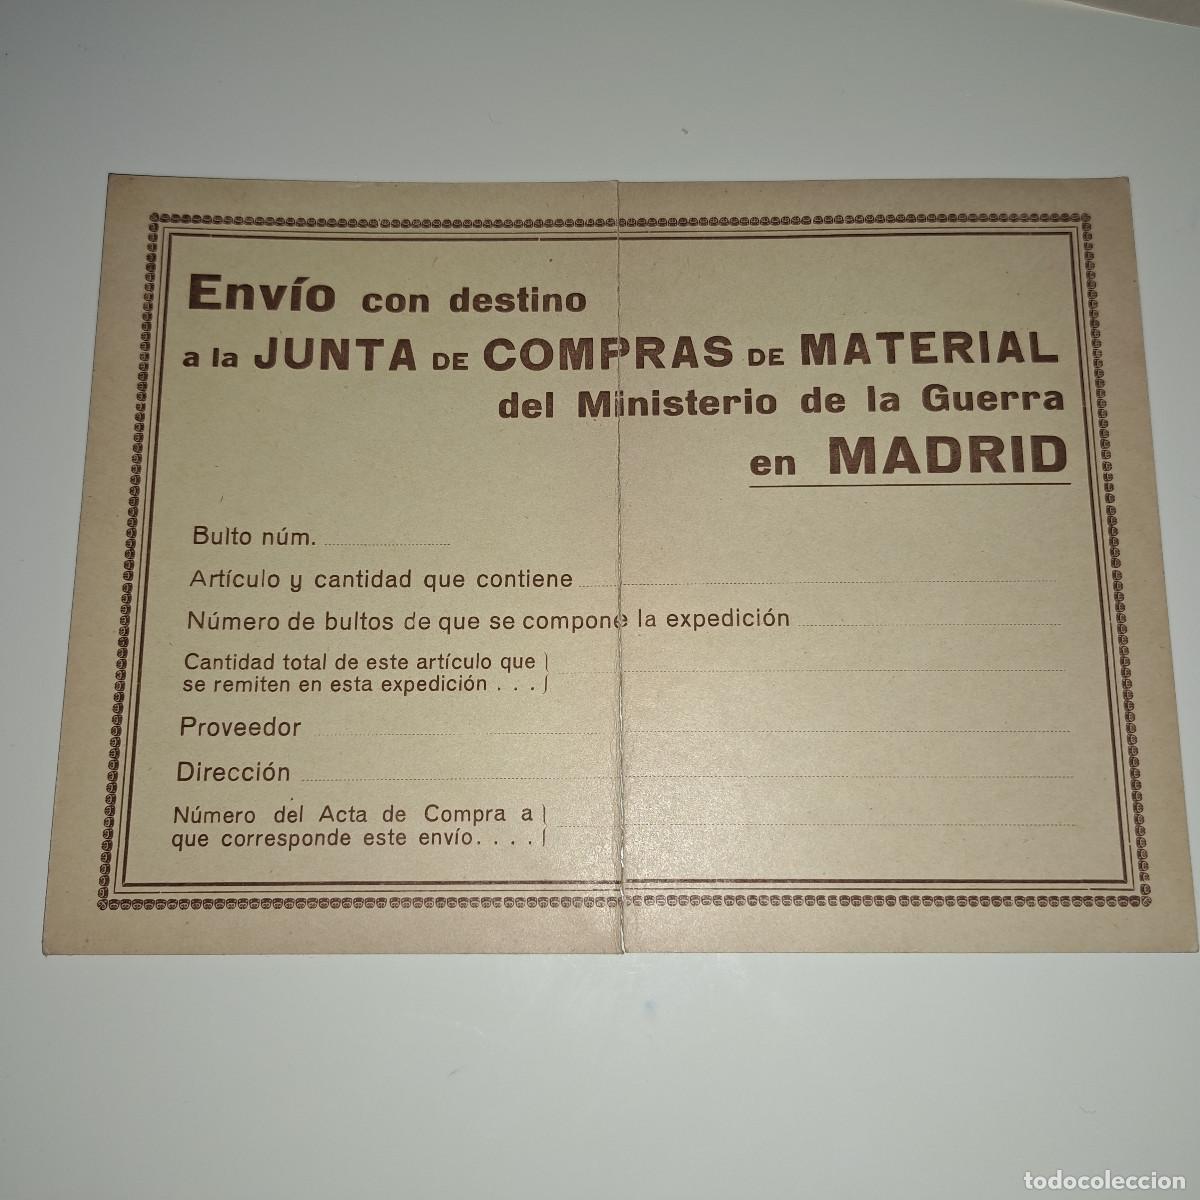 Envío con destino
a la JUNTA DE COMPRAS DE MATERIAL
del Ministerio de la Guerra
en MADRID
Bulto núm.
Artículo y cantidad que contiene
Número de bultos de que se compone la expedición
Cantidad total de este artículo que
se remiten en esta expedición . . .
Proveedor
Dirección
Número del Acta de Compra a
que corresponde este envío. . . .
todocoleccion